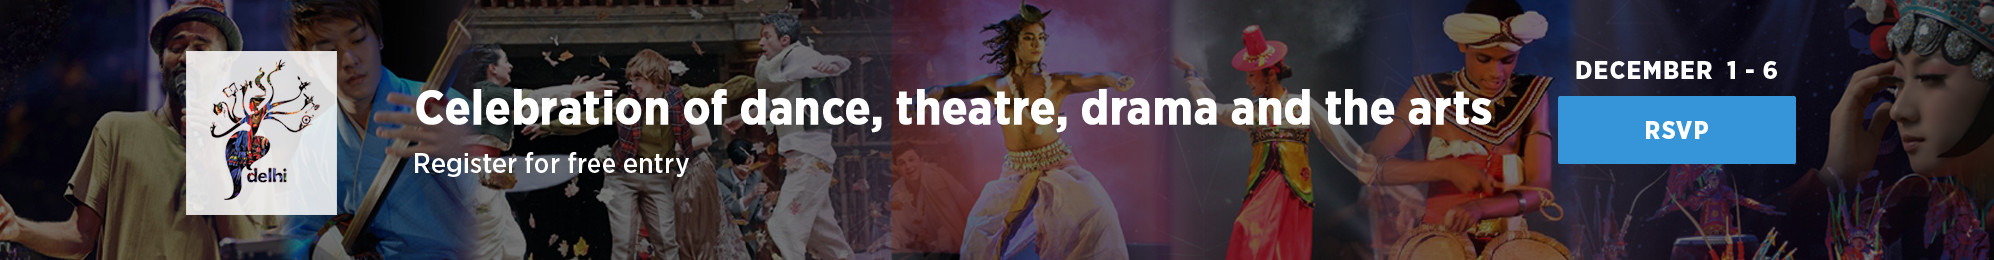 delhi
Celebration of dance, theatre, drama and the arts
Register for free entry
DECEMBER 1 - 6
RSVP